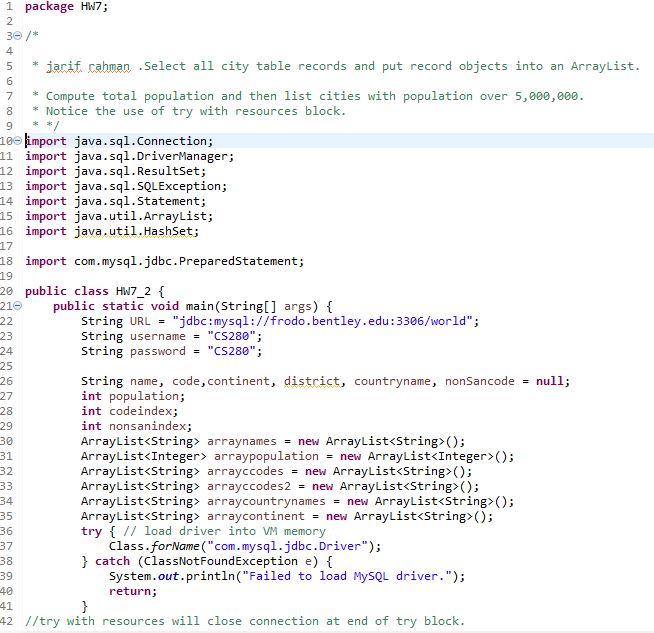 1 package HW7;
2
3 /*
4
5 * jarif rahman .Select all city table records and put record objects into an ArrayList.
6
7 * Compute total population and then list cities with population over 5,000,000.
8 * Notice the use of try with resources block.
9 * */
10 import java.sql.Connection;
11 import java.sql.DriverManager;
12 import java.sql.ResultSet;
13 import java.sql.SQLException;
14 import java.sql.Statement;
15 import java.util.ArrayList;
16 import java.util.HashSet;
17
18 import com.mysql.jdbc.PreparedStatement;
19
20 public class HW7_2 {
21 public static void main(String[] args) {
22 String URL = "jdbc:mysql://frodo.bentley.edu:3306/world";
23 String username = "CS280";
24 String password = "CS280";
25
26 String name, code,continent, district, countryname, nonSancode = null;
27 int population;
28 int codeindex;
29 int nonsanindex;
30 ArrayList<String> arraynames = new ArrayList<String>();
31 ArrayList<Integer> arraypopulation = new ArrayList<Integer>();
32 ArrayList<String> arrayccodes = new ArrayList<String>();
33 ArrayList<String> arrayccodes2 = new ArrayList<String>();
34 ArrayList<String> arraycountrynames = new ArrayList<String>();
35 ArrayList<String> arraycontinent = new ArrayList<String>();
36 try { // load driver into VM memory
37 Class.forName("com.mysql.jdbc.Driver");
38 } catch (ClassNotFoundException e) {
39 System.out.println("Failed to load MySQL driver.");
40 return;
41 }
42 //try with resources will close connection at end of try block.